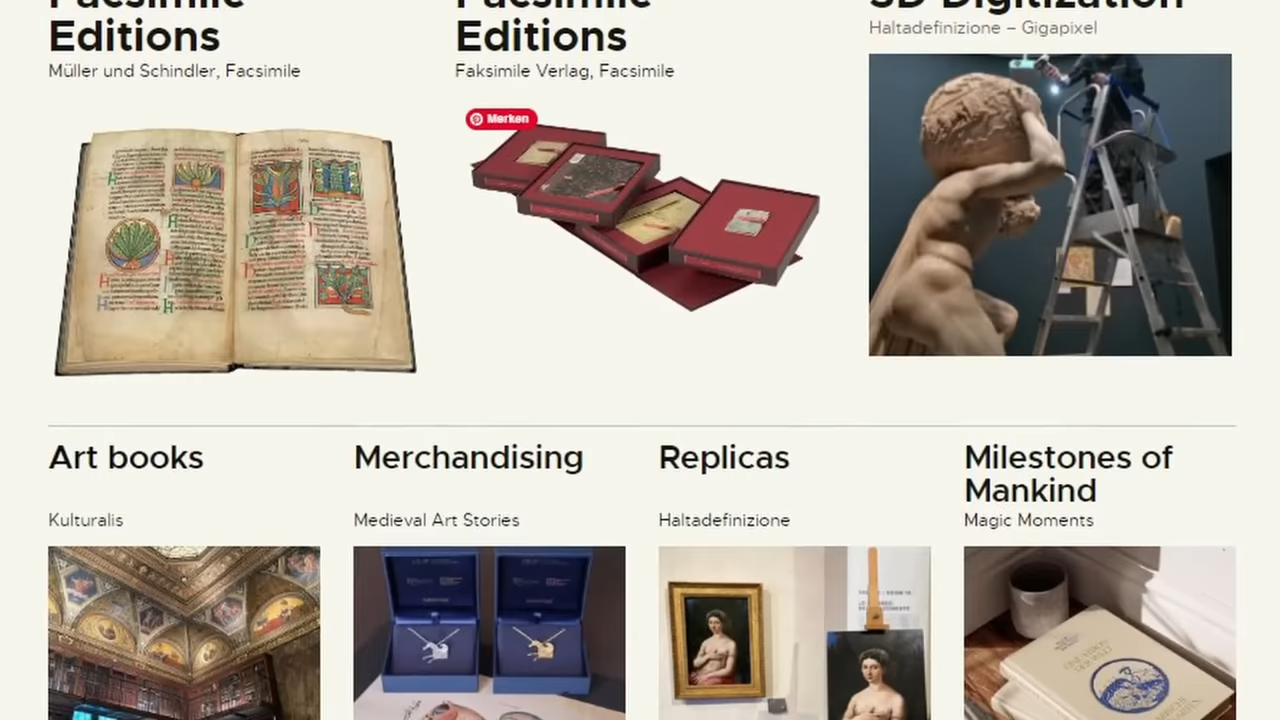 Facsimile
Editions
Müller und Schindler, Facsimile
Facsimile
Editions
Faksimile Verlag, Facsimile
Merken
3D Digitization
Haltadefinizione – Gigapixel
Art books
Kulturalis
Merchandising
Medieval Art Stories
Replicas
Haltadefinizione
Milestones of
Mankind
Magic Moments